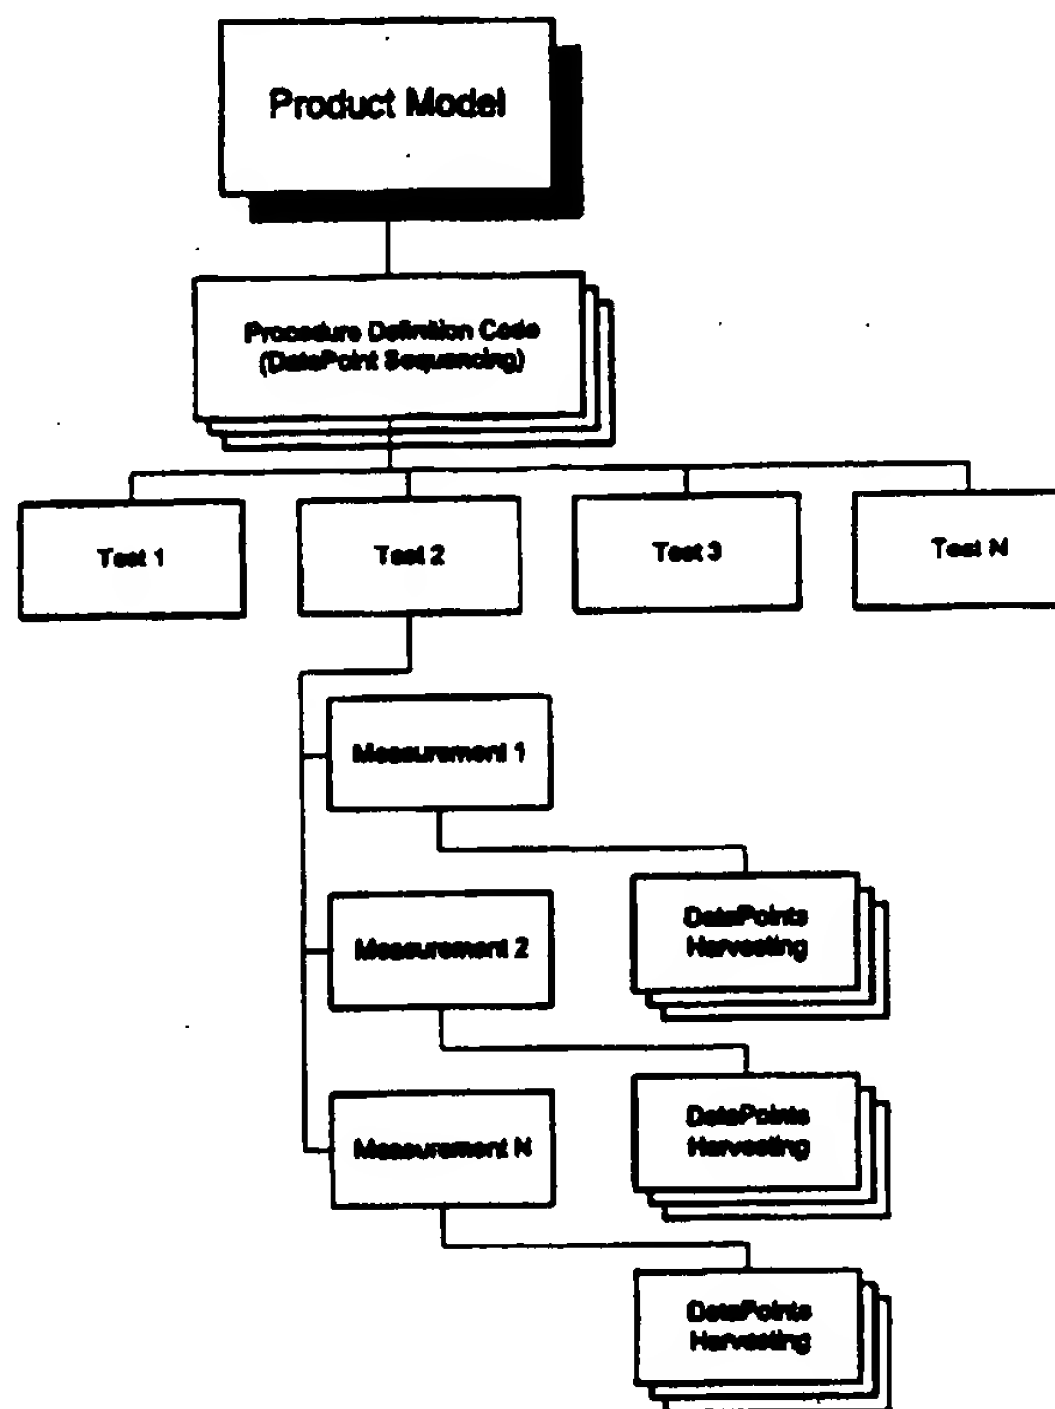 Product Model
Procedure Definition Code
(DataPoint Sequencing)
Test 1
Test 2
Test 3
Test N
Measurement 1
DataPoints
Harvesting
Measurement 2
DataPoints
Harvesting
Measurement N
DataPoints
Harvesting